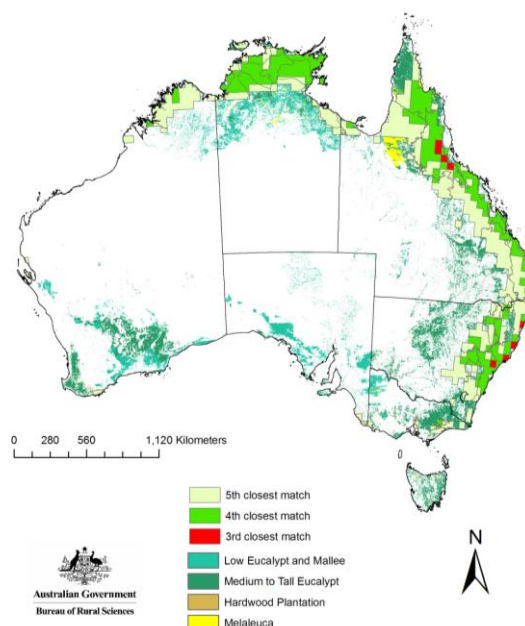 0 280 560 1,120 Kilometers
0
5th closest match
4th closest match
3rd closest match
Low Eucalypt and Mallee
Medium to Tall Eucalypt
Hardwood Plantation
Melaleuca
N
Australian Government
Bureau of Rural Sciences